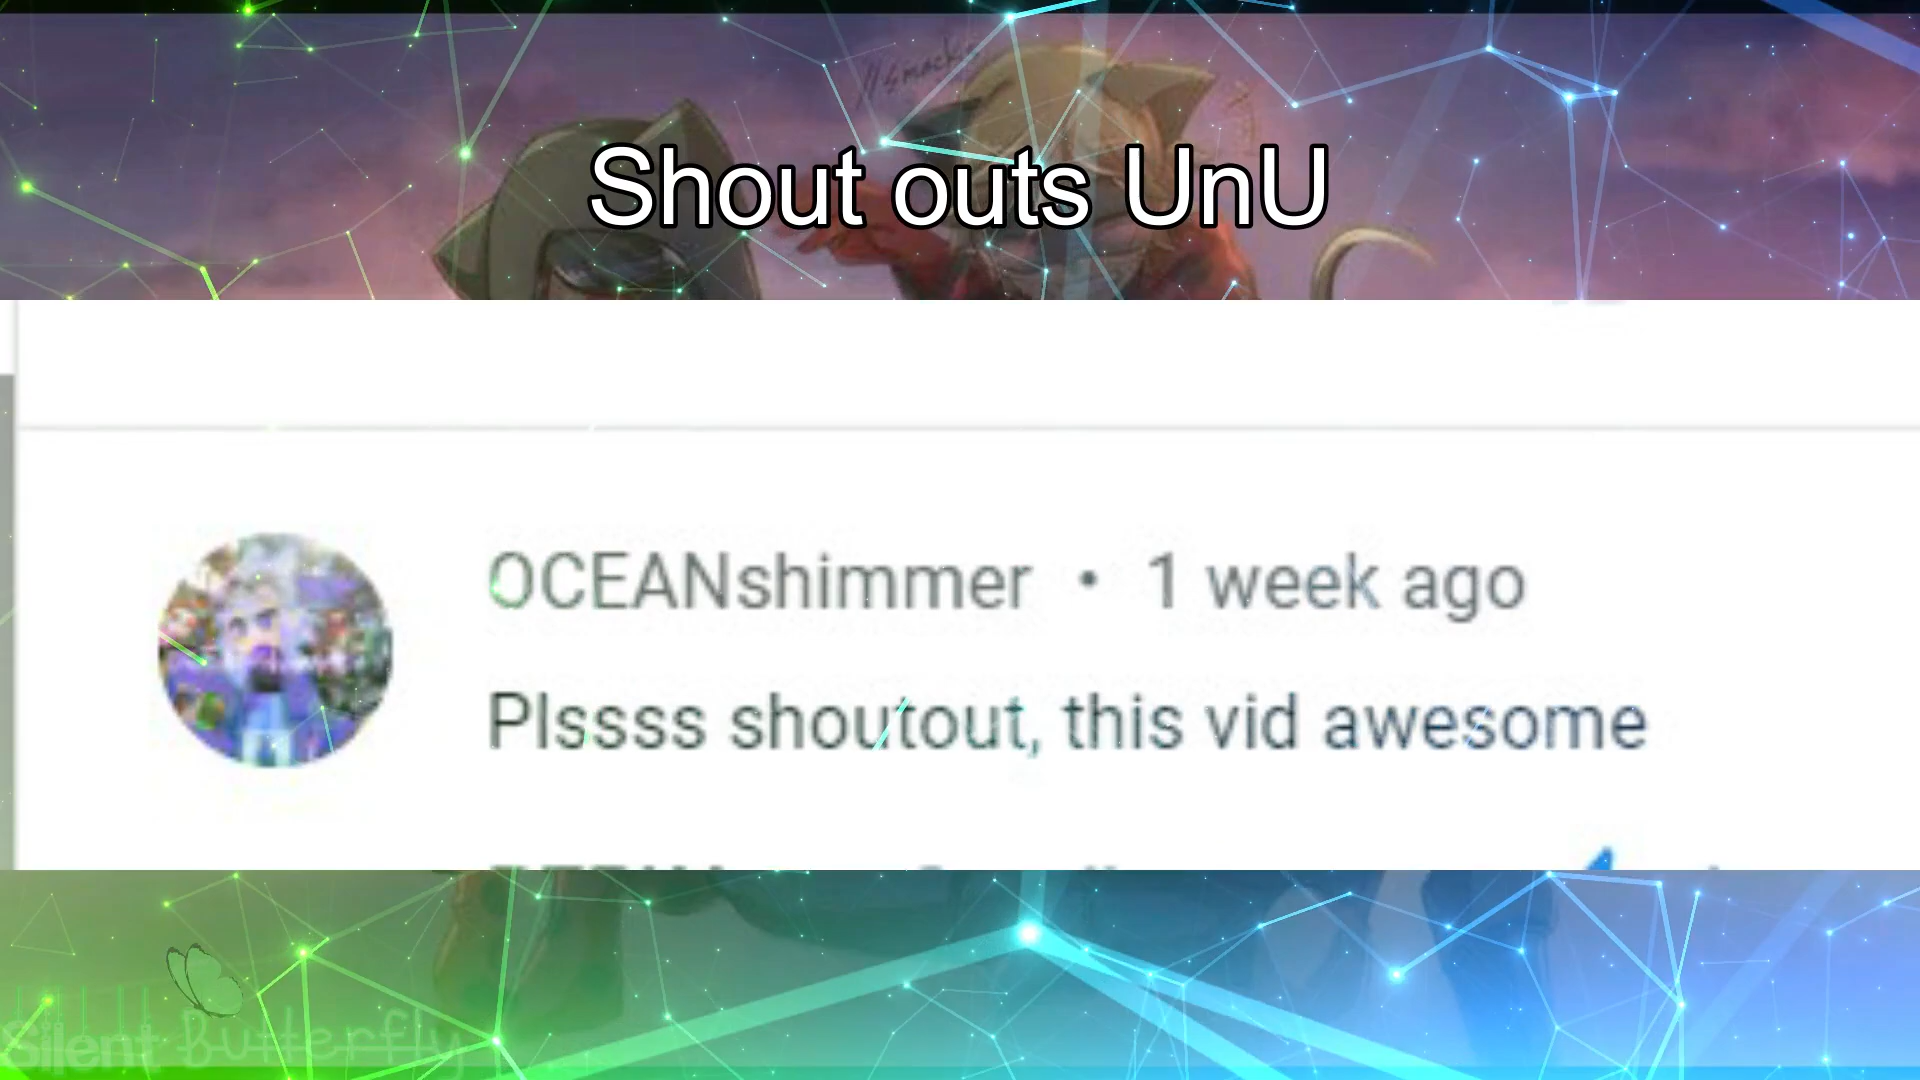 Shout outs UnU
OCEANshimmer • 1 week ago
Plssss shoutout, this vid awesome
Silent Butterfly